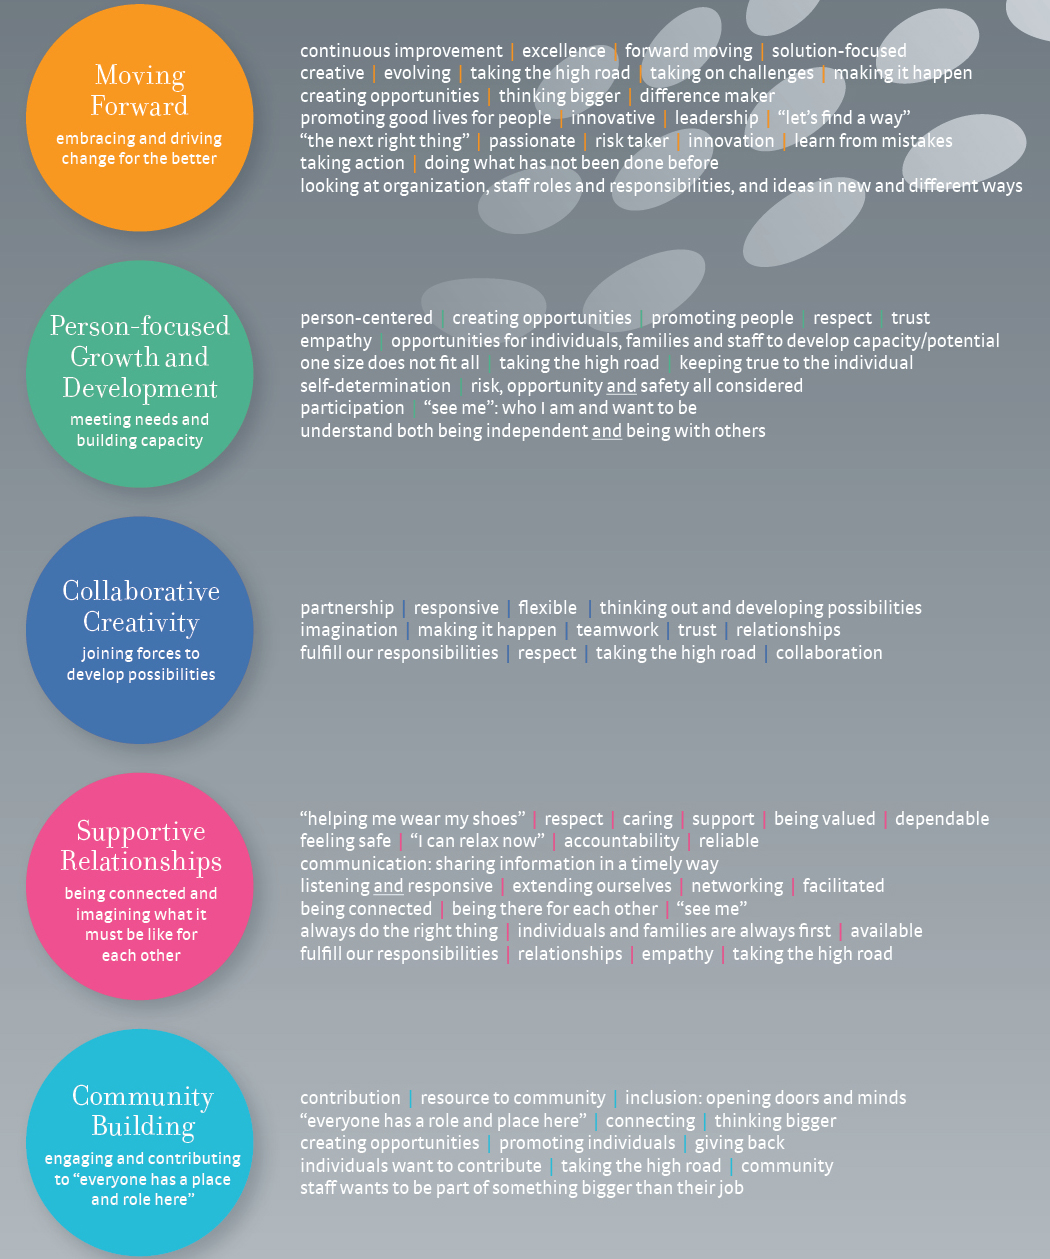 Moving
Forward
embracing and driving
change for the better
continuous improvement | excellence | forward moving | solution-focused
creative | evolving | taking the high road | taking on challenges | making it happen
creating opportunities | thinking bigger | difference maker
promoting good lives for people | innovative | leadership | “let’s find a way”
“the next right thing” | passionate | risk taker | innovation | learn from mistakes
taking action | doing what has not been done before
looking at organization, staff roles and responsibilities, and ideas in new and different ways
Person-focused
Growth and
Development
meeting needs and
building capacity
person-centered | creating opportunities | promoting people | respect | trust
empathy | opportunities for individuals, families and staff to develop capacity/potential
one size does not fit all | taking the high road | keeping true to the individual
self-determination | risk, opportunity and safety all considered
participation | “see me”: who I am and want to be
understand both being independent and being with others
Collaborative
Creativity
joining forces to
develop possibilities
partnership | responsive | flexible | thinking out and developing possibilities
imagination | making it happen | teamwork | trust | relationships
fulfill our responsibilities | respect | taking the high road | collaboration
Supportive
Relationships
being connected and
imagining what it
must be like for
each other
“helping me wear my shoes” | respect | caring | support | being valued | dependable
feeling safe | “I can relax now” | accountability | reliable
communication: sharing information in a timely way
listening and responsive | extending ourselves | networking | facilitated
being connected | being there for each other | “see me”
always do the right thing | individuals and families are always first | available
fulfill our responsibilities | relationships | empathy | taking the high road
Community
Building
engaging and contributing
to “everyone has a place
and role here”
contribution | resource to community | inclusion: opening doors and minds
“everyone has a role and place here” | connecting | thinking bigger
creating opportunities | promoting individuals | giving back
individuals want to contribute | taking the high road | community
staff wants to be part of something bigger than their job